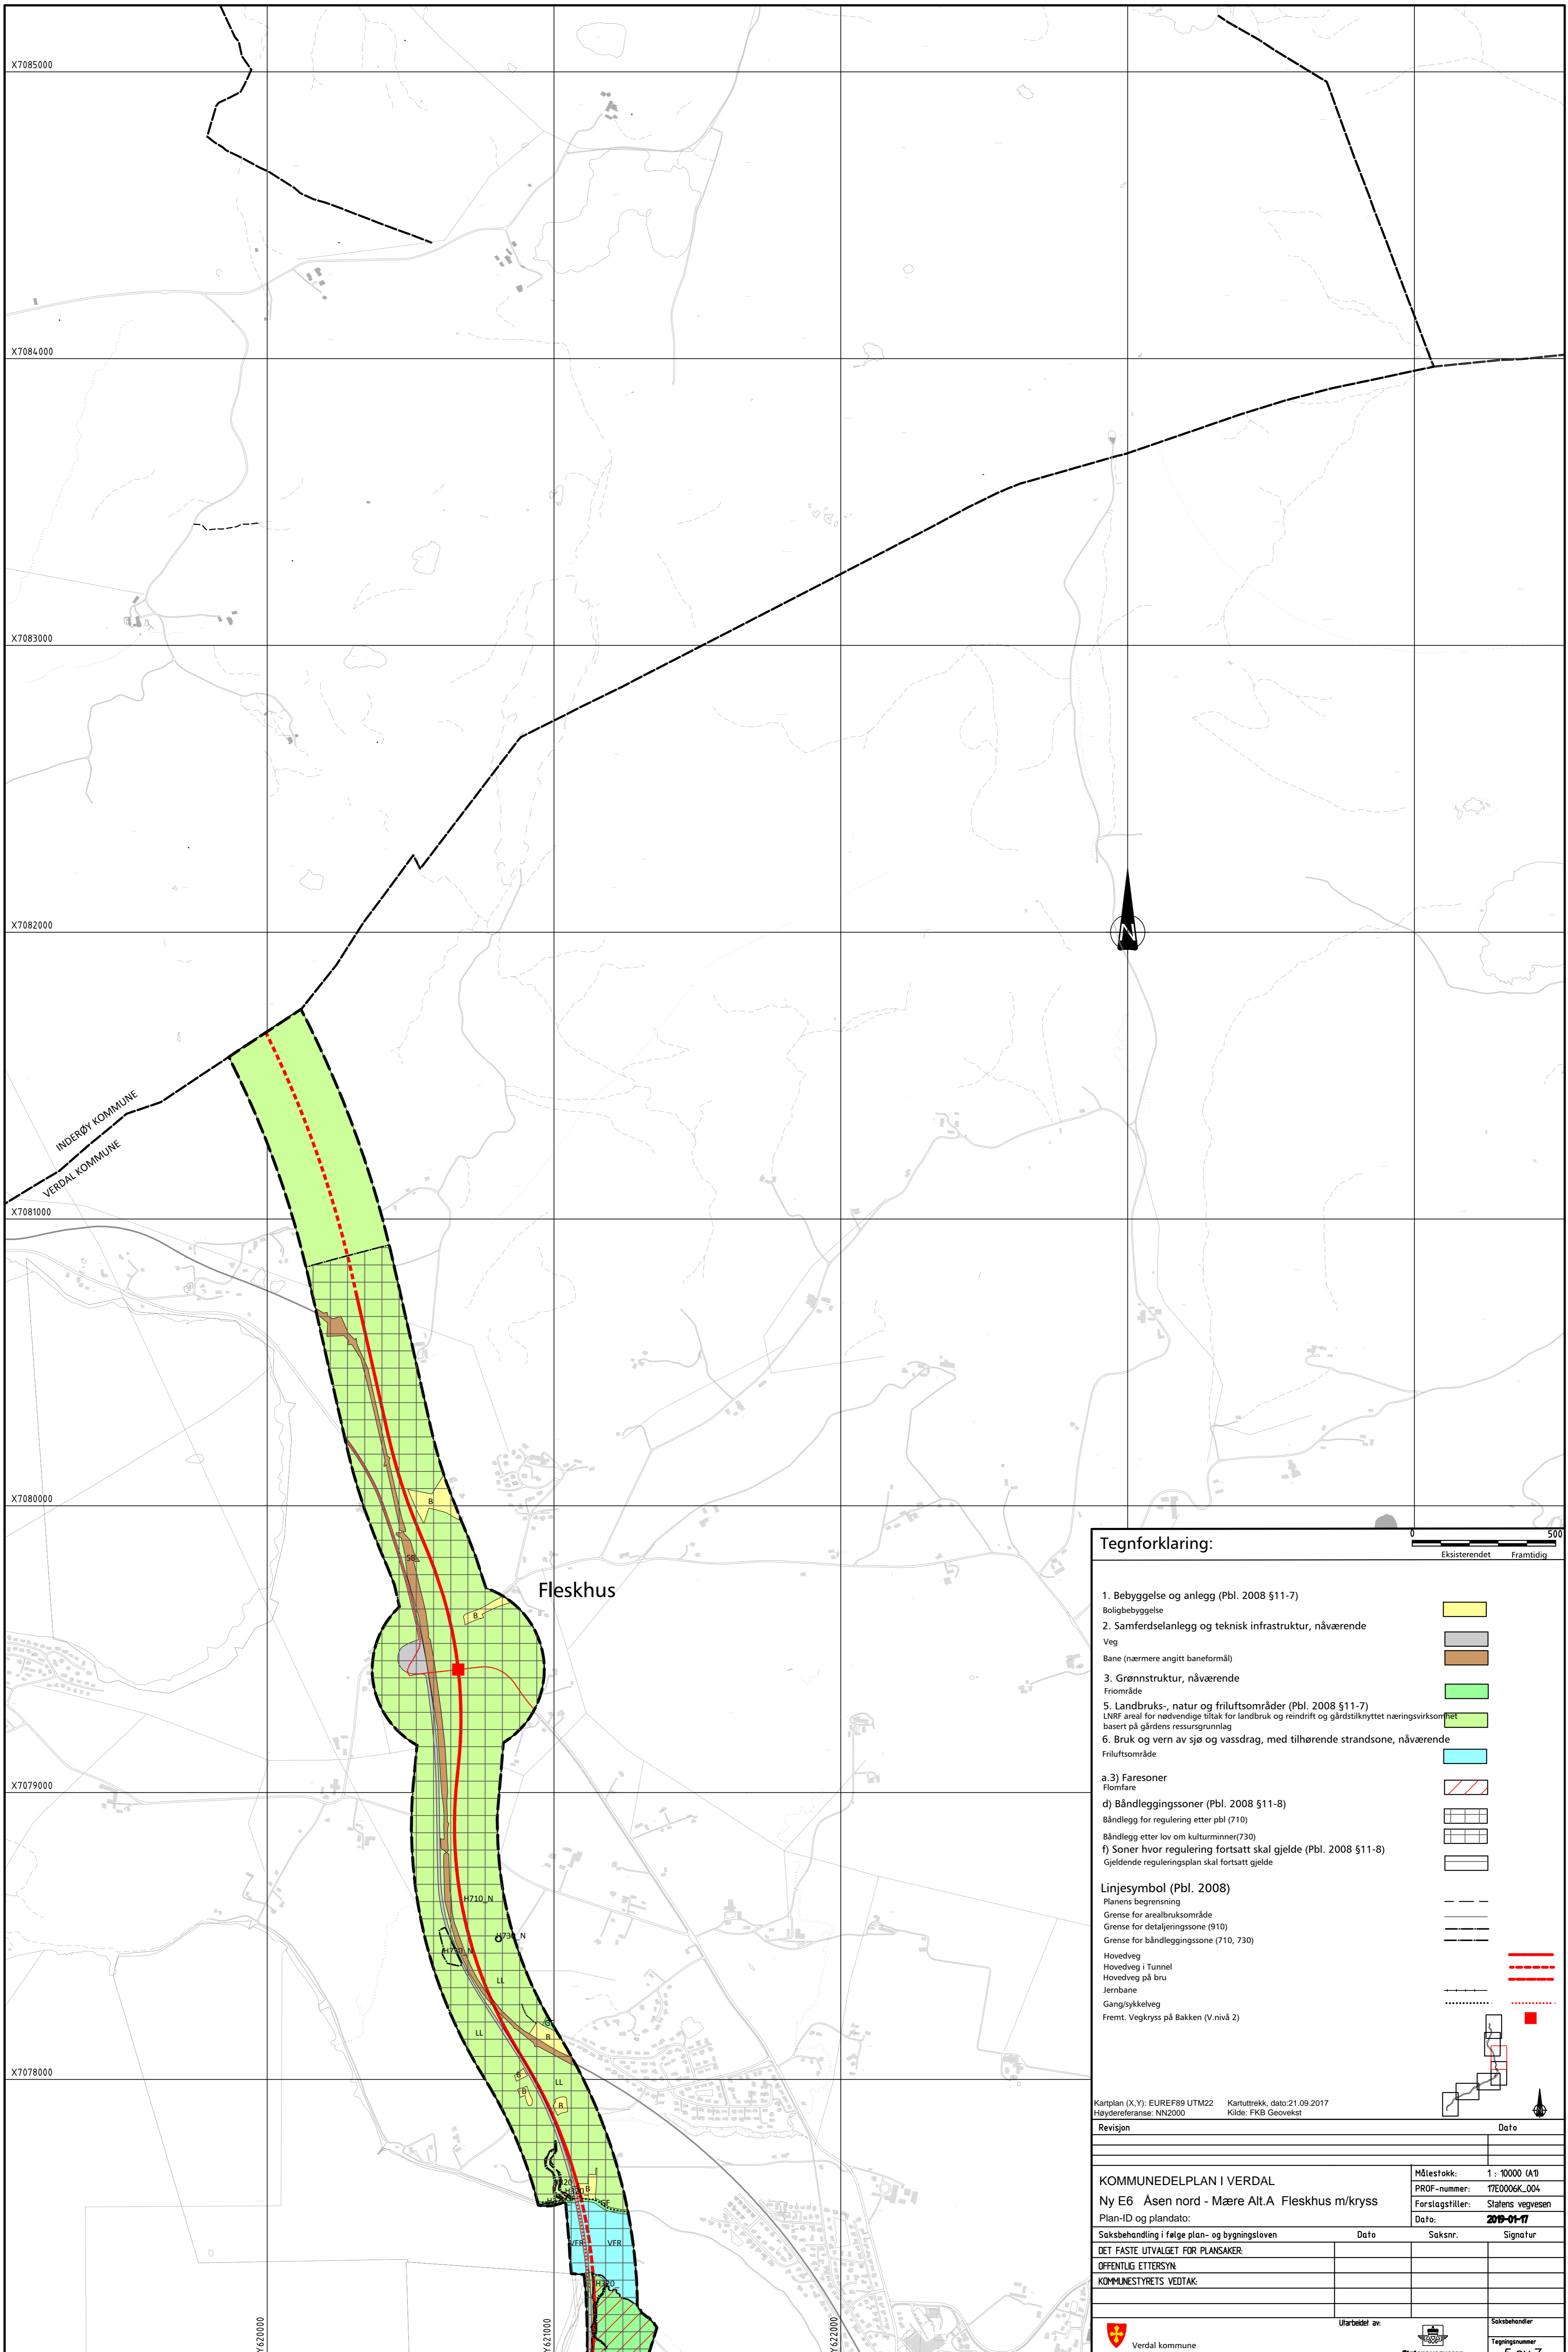 X7085000
X7084000
X7083000
X7082000
N
INDERØY KOMMUNE
VERDAL KOMMUNE
X7081000
X7080000
B
SB
Fleskhus
B
X7079000
H710_N
H730_N
H730_N
LL
LL
GF
B
X7078000
LL
B
B
B
H320_
H320_
B
GF
VFR
VFR
H320_
Y620000
Y621000
Y622000
Tegnforklaring:
0 500
Eksisterendet Framtidig
1. Bebyggelse og anlegg (Pbl. 2008 §11-7)
Boligbebyggelse
2. Samferdselanlegg og teknisk infrastruktur, nåværende
Veg
Bane (nærmere angitt baneformål)
3. Grønnstruktur, nåværende
Friområde
5. Landbruks-, natur og friluftsområder (Pbl. 2008 §11-7)
LNRF areal for nødvendige tiltak for landbruk og reindrift og gårdstilknyttet næringsvirksomhet
basert på gårdens ressursgrunnlag
6. Bruk og vern av sjø og vassdrag, med tilhørende strandsone, nåværende
Friluftsområde
a.3) Faresoner
Flomfare
d) Båndleggingssoner (Pbl. 2008 §11-8)
Båndlegg for regulering etter pbl (710)
Båndlegg etter lov om kulturminner(730)
f) Soner hvor regulering fortsatt skal gjelde (Pbl. 2008 §11-8)
Gjeldende reguleringsplan skal fortsatt gjelde
Linjesymbol (Pbl. 2008)
Planens begrensning
Grense for arealbruksområde
Grense for detaljeringssone (910)
Grense for båndleggingssone (710, 730)
Hovedveg
Hovedveg i Tunnel
Hovedveg på bru
Jernbane
Gang/sykkelveg
Fremt. Vegkryss på Bakken (V.nivå 2)
Kartplan (X,Y): EUREF89 UTM22 Kartuttrekk, dato:21.09.2017
Høydereferanse: NN2000 Kilde: FKB Geovekst
Revisjon Dato
KOMMUNEDELPLAN I VERDAL
Ny E6 Åsen nord - Mære Alt.A Fleskhus m/kryss
Plan-ID og plandato:
Målestokk: 1 : 10000 (A1)
PROF-nummer: 17E0006K_004
Forslagstiller: Statens vegvesen
Dato: 2019-01-17
Saksbehandling i følge plan- og bygningsloven Dato Saksnr. Signatur
DET FASTE UTVALGET FOR PLANSAKER:
OFFENTLIG ETTERSYN:
KOMMUNESTYRETS VEDTAK:
Verdal kommune
Utarbeidet av:
Saksbehandler
Tegningsnummer